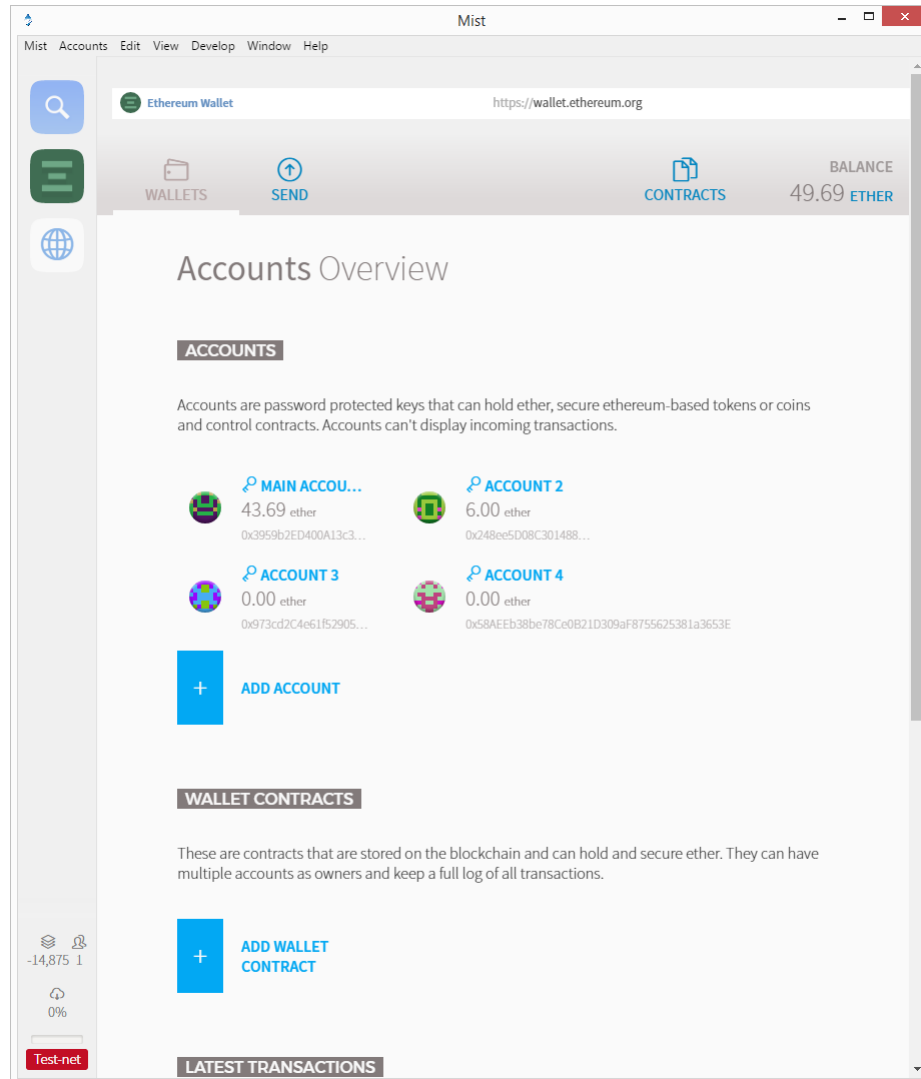 Mist
Mist Accounts Edit View Develop Window Help
Ethereum Wallet https://wallet.ethereum.org
WALLETS SEND CONTRACTS BALANCE
49.69 ETHER
Accounts Overview
ACCOUNTS
Accounts are password protected keys that can hold ether, secure ethereum-based tokens or coins
and control contracts. Accounts can't display incoming transactions.
MAIN ACCOU...
43.69 ether
0x3959b2ED400A13c3...
ACCOUNT 2
6.00 ether
0x248ee5D08C301488...
ACCOUNT 3
0.00 ether
0x973cd2C4e61f52905...
ACCOUNT 4
0.00 ether
0x58AEEb38be78Ce0B21D309aF8755625381a3653E
+ ADD ACCOUNT
WALLET CONTRACTS
These are contracts that are stored on the blockchain and can hold and secure ether. They can have
multiple accounts as owners and keep a full log of all transactions.
+ ADD WALLET
CONTRACT
-14,875 1
0%
Test-net
LATEST TRANSACTIONS